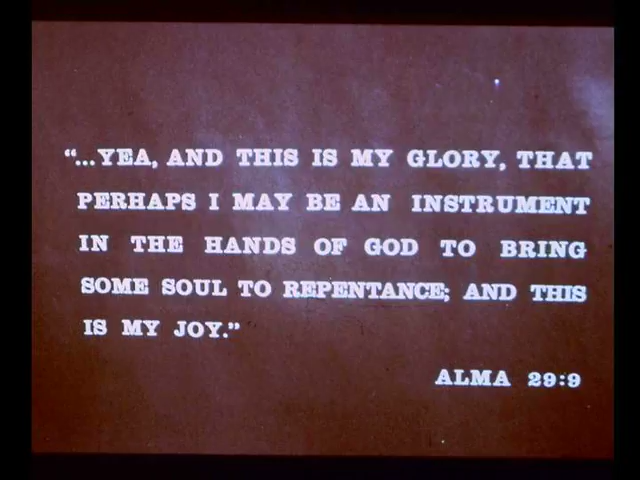 “...YEA, AND THIS IS MY GLORY, THAT
PERHAPS I MAY BE AN INSTRUMENT
IN THE HANDS OF GOD TO BRING
SOME SOUL TO REPENTANCE; AND THIS
IS MY JOY.”
ALMA 29:9